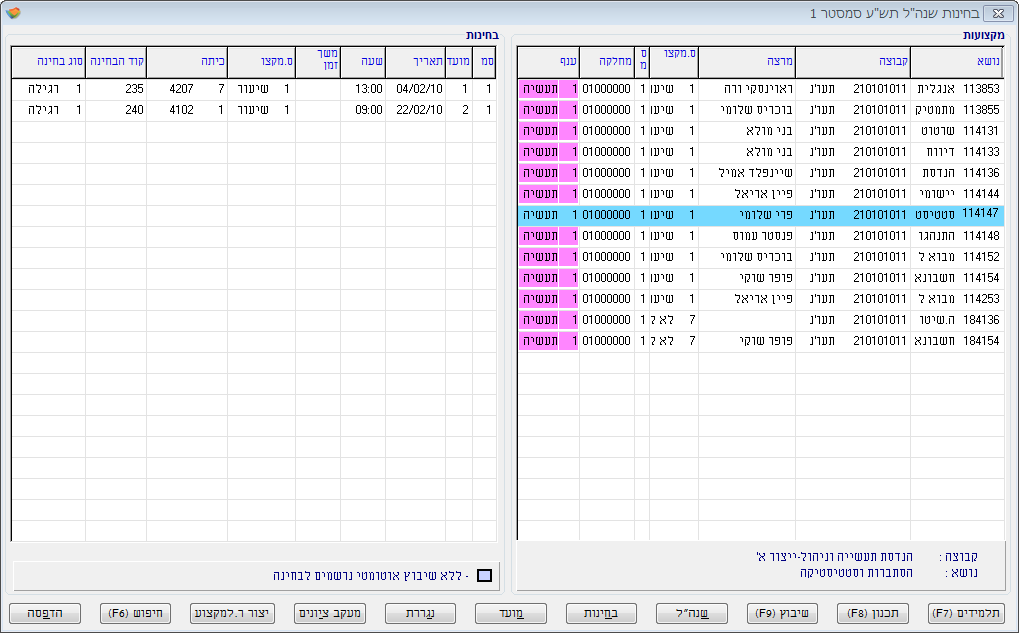 בחינות שנה"ל תש"ע סמסטר 1
מקצועות
נושא קבוצה מרצה ס.מקצו ס מ מחלקה ענף
113853 אנגלית 210101011 תעו'נ ראוינסקי ורה 1 שיעו 1 01000000 1 תעשיה
113855 מתמטיק 210101011 תעו'נ בוכריס שלומי 1 שיעו 1 01000000 1 תעשיה
114131 שרטוט 210101011 תעו'נ בני מולא 1 שיעו 1 01000000 1 תעשיה
114133 דיווח 210101011 תעו'נ בני מולא 1 שיעו 1 01000000 1 תעשיה
114136 הנדסת 210101011 תעו'נ שיינפלד אמיל 1 שיעו 1 01000000 1 תעשיה
114144 יישומי 210101011 תעו'נ פיין אריאל 1 שיעו 1 01000000 1 תעשיה
114147 סטטיסט 210101011 תעו'נ פרי שלומי 1 שיעו 1 01000000 1 תעשיה
114148 התנהגו 210101011 תעו'נ פנסטר עמוס 1 שיעו 1 01000000 1 תעשיה
114152 מבוא ל 210101011 תעו'נ בוכריס שלומי 1 שיעו 1 01000000 1 תעשיה
114154 חשבונא 210101011 תעו'נ פופר שוקי 1 שיעו 1 01000000 1 תעשיה
114253 מבוא ל 210101011 תעו'נ פיין אריאל 1 שיעו 1 01000000 1 תעשיה
184136 ה.שיטו 210101011 תעו'נ 7 לא ל 1 01000000 1 תעשיה
184154 חשבונא 210101011 תעו'נ פופר שוקי 7 לא ל 1 01000000 1 תעשיה
קבוצה : הנדסת תעשייה וניהול-ייצור א'
נושא : הסתברות וסטטיסטיקה
בחינות
סמ מועד תאריך שעה משך זמן ס.מקצו כיתה קוד הבחינה סוג בחינה
1 1 04/02/10 13:00 1 שיעור 7 4207 235 1 רגילה
1 2 22/02/10 09:00 1 שיעור 1 4102 240 1 רגילה
- ללא שיבוץ אוטומטי נרשמים לבחינה
תלמידים (F7) תכנון (F8) שיבוץ (F9) שנה"ל בחינות מועד נגררת מעקב ציונים יצור ר.למקצוע חיפוש (F6) הדפסה